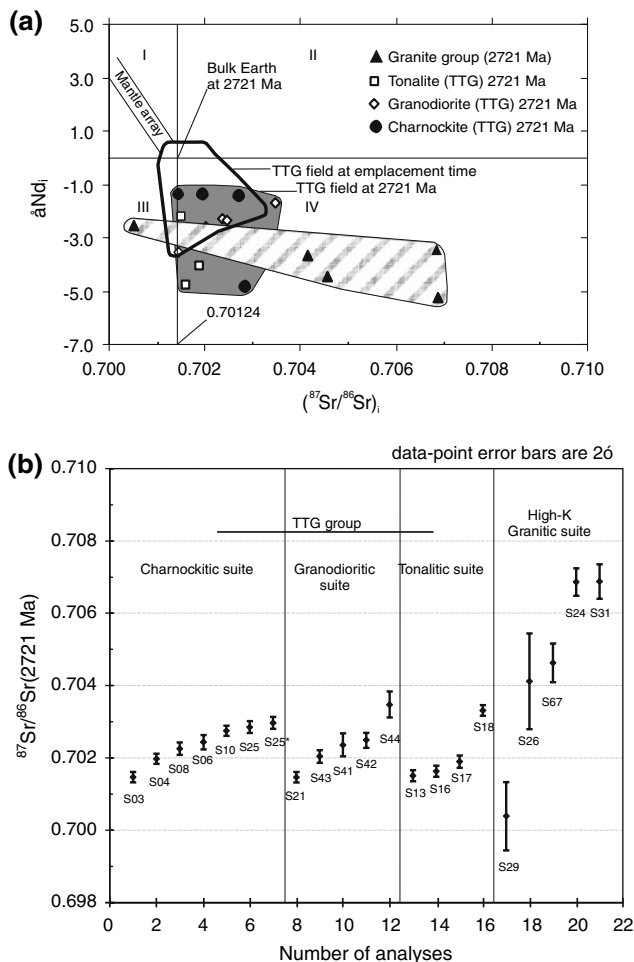 (a)
5.0
3.0
1.0
-1.0
-3.0
-5.0
-7.0
åNdi
I
II
III
IV
Mantle array
Bulk Earth
at 2721 Ma
Granite group (2721 Ma)
Tonalite (TTG) 2721 Ma
Granodiorite (TTG) 2721 Ma
Charnockite (TTG) 2721 Ma
TTG field at emplacement time
TTG field at 2721 Ma
0.70124
0.700 0.702 0.704 0.706 0.708 0.710
(87Sr/86Sr)i
(b)
data-point error bars are 2ó
0.710
0.708
0.706
0.704
0.702
0.700
0.698
87Sr/86Sr(2721 Ma)
TTG group
High-K
Granitic suite
Charnockitic suite
Granodioritic
suite
Tonalitic suite
S03
S04
S08
S06
S10
S25
S25*
S21
S43
S41
S42
S44
S13
S16
S17
S18
S29
S26
S67
S24
S31
0 2 4 6 8 10 12 14 16 18 20 22
Number of analyses